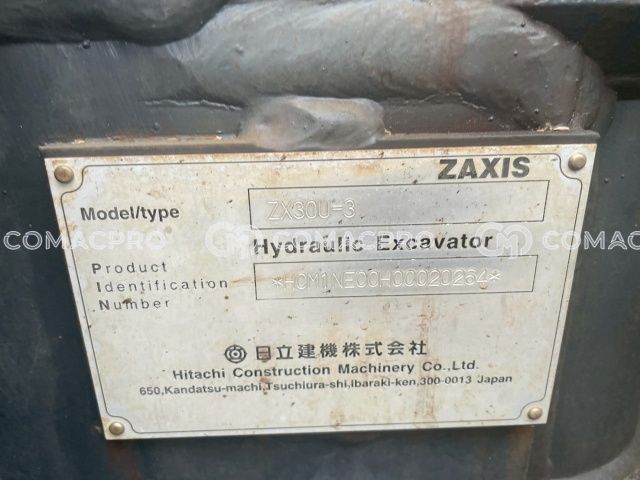 ZAXIS
Model/type ZX30U-3
COMACPRO COMACPRO COMACPRO
Hydraulic Excavator
Product
Identification *HCM1NE00H00020264*
Number
日立建機株式会社
Hitachi Construction Machinery Co.,Ltd.
650,Kandatsu-machi,Tsuchiura-shi,Ibaraki-ken,300-0013 Japan